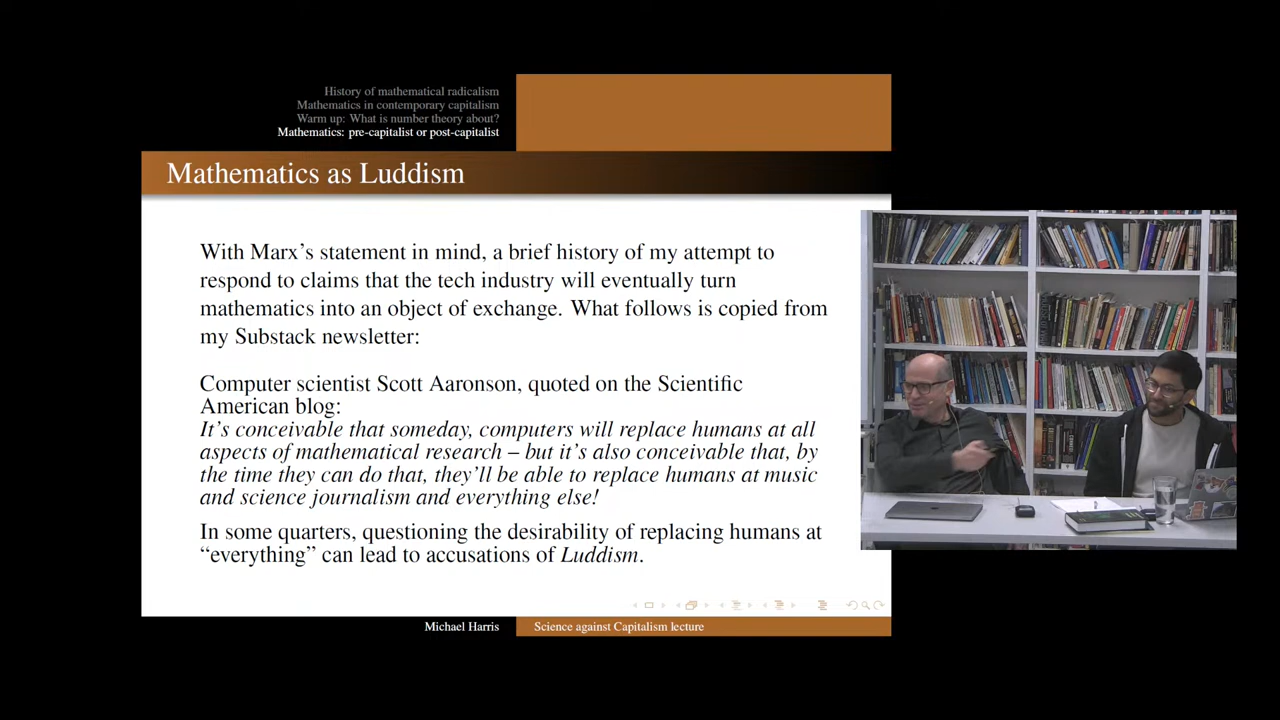 History of mathematical radicalism
Mathematics in contemporary capitalism
Warm up: What is number theory about?
Mathematics: pre-capitalist or post-capitalist
Mathematics as Luddism
With Marx's statement in mind, a brief history of my attempt to
respond to claims that the tech industry will eventually turn
mathematics into an object of exchange. What follows is copied from
my Substack newsletter:
Computer scientist Scott Aaronson, quoted on the Scientific
American blog:
It's conceivable that someday, computers will replace humans at all
aspects of mathematical research – but it's also conceivable that, by
the time they can do that, they'll be able to replace humans at music
and science journalism and everything else!
In some quarters, questioning the desirability of replacing humans at
“everything” can lead to accusations of Luddism.
Michael Harris
Science against Capitalism lecture